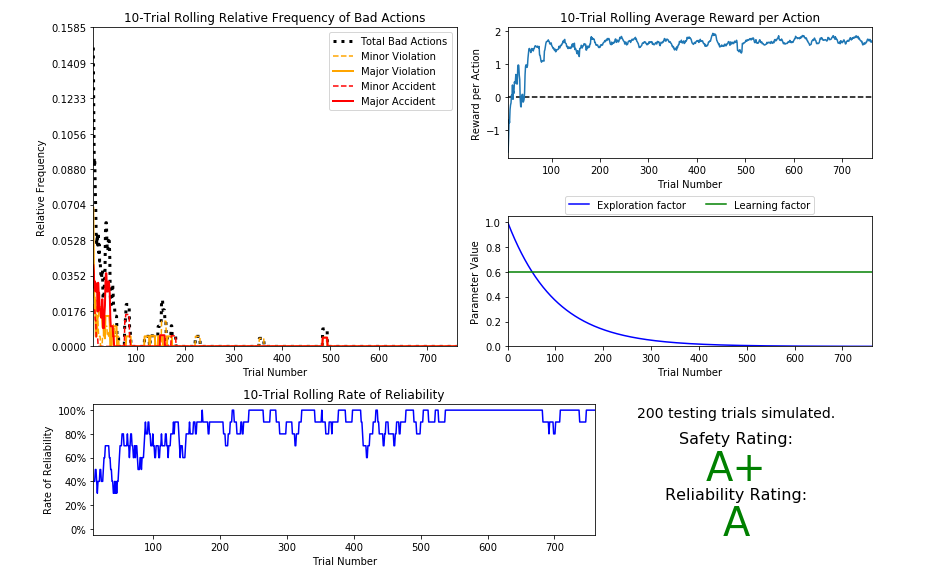 10-Trial Rolling Relative Frequency of Bad Actions
0.1585
0.1409
0.1233
0.1056
0.0880
0.0704
0.0528
0.0352
0.0176
0.0000
Relative Frequency
100 200 300 400 500 600 700
Trial Number
Total Bad Actions
Minor Violation
Major Violation
Minor Accident
Major Accident
10-Trial Rolling Average Reward per Action
2
1
0
−1
Reward per Action
100 200 300 400 500 600 700
Trial Number
Exploration factor Learning factor
1.0
0.8
0.6
0.4
0.2
0.0
Parameter Value
0 100 200 300 400 500 600 700
Trial Number
10-Trial Rolling Rate of Reliability
100%
80%
60%
40%
20%
0%
Rate of Reliability
100 200 300 400 500 600 700
Trial Number
200 testing trials simulated.
Safety Rating:
A+
Reliability Rating:
A